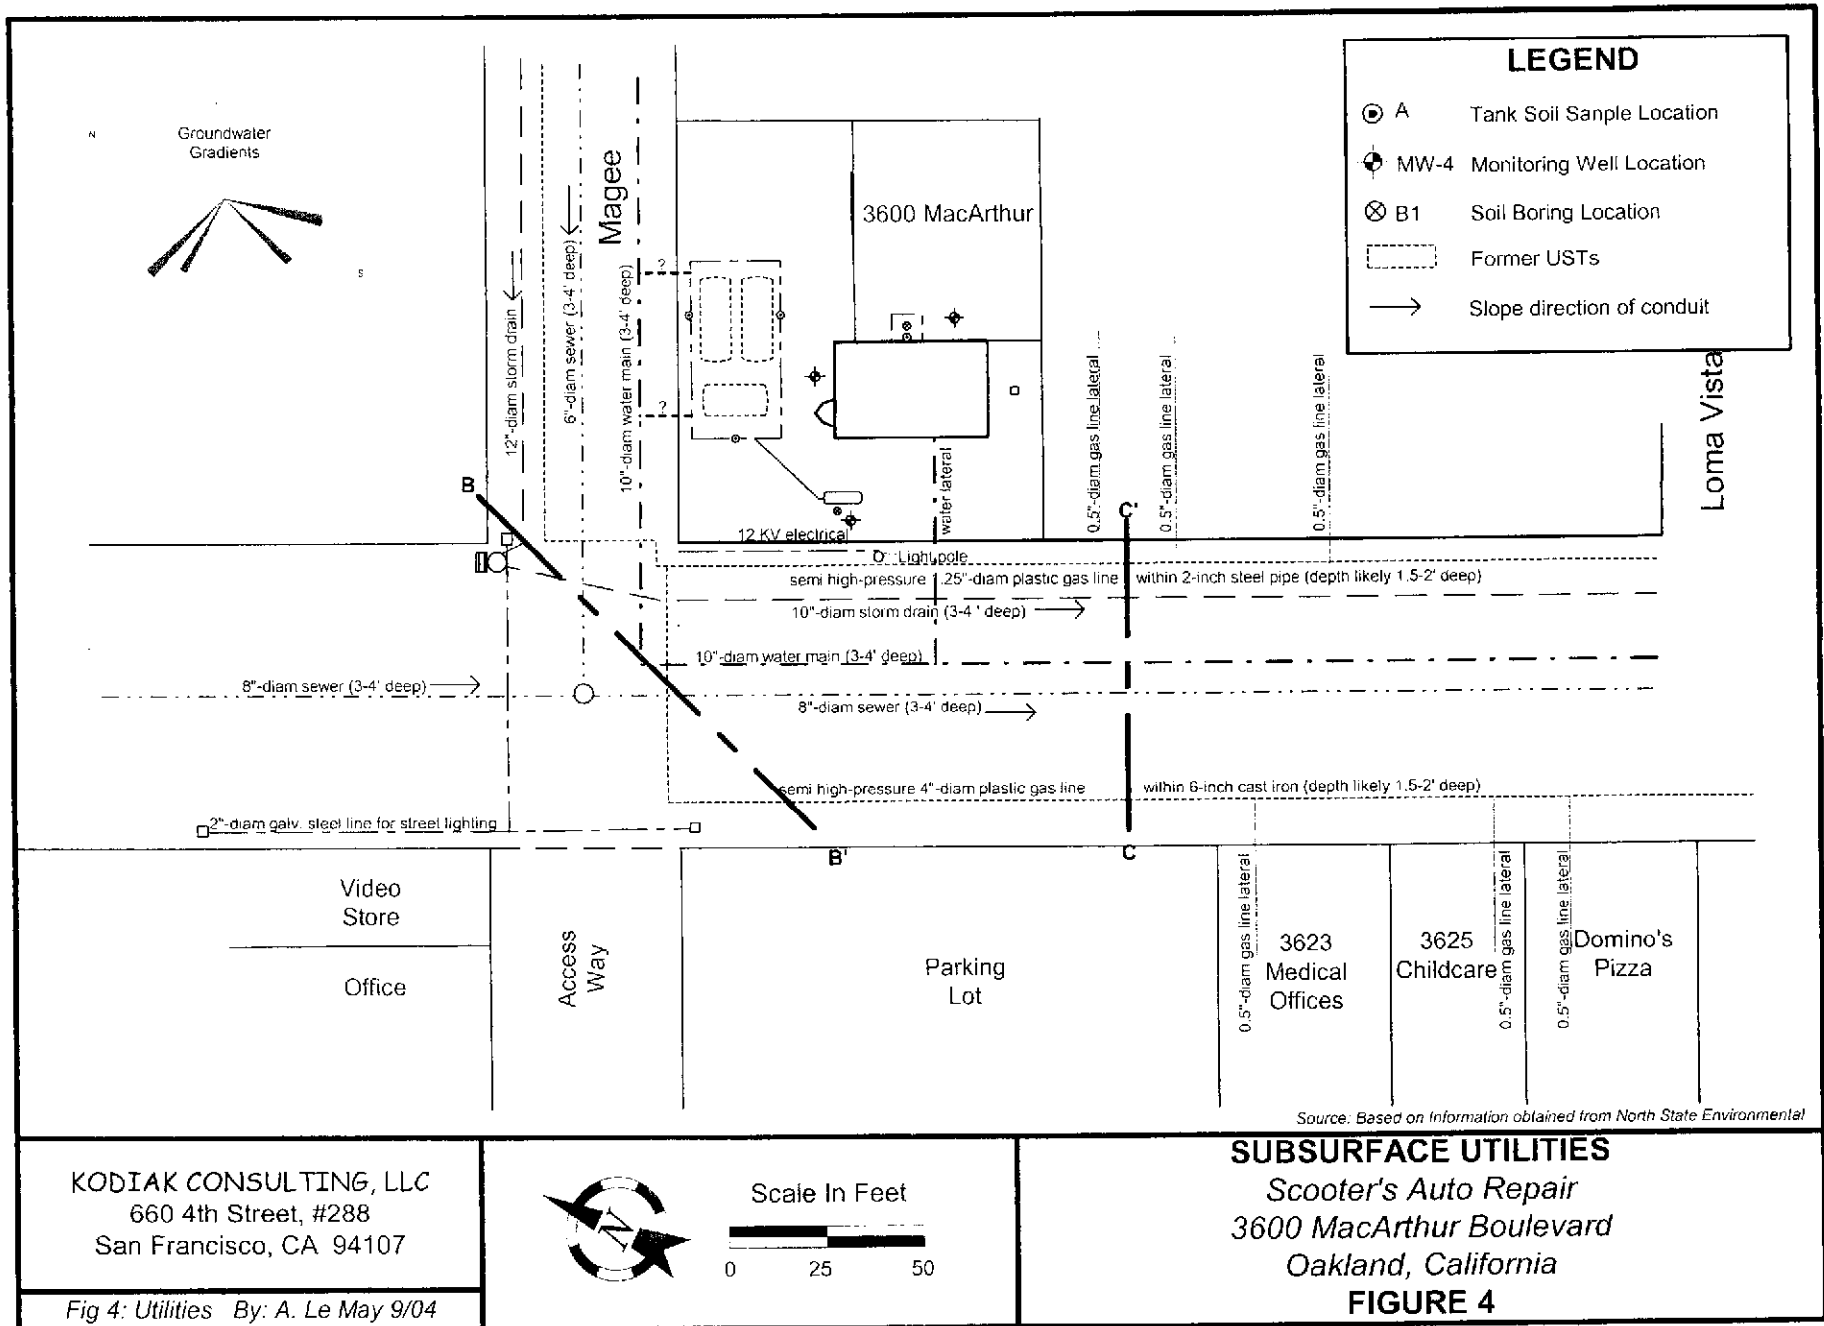 LEGEND
A Tank Soil Sanple Location
MW-4 Monitoring Well Location
B1 Soil Boring Location
Former USTs
Slope direction of conduit
N
Groundwater
Gradients
S
Magee
3600 MacArthur
12"-diam storm drain
6"-diam sewer (3-4' deep)
10"-diam water main (3-4' deep)
?
?
water lateral
0.5"-diam gas line lateral
0.5"-diam gas line lateral
0.5"-diam gas line lateral
Loma Vista
B
C'
12 KV electrical
Light pole
semi high-pressure 1.25"-diam plastic gas line within 2-inch steel pipe (depth likely 1.5-2' deep)
10"-diam storm drain (3-4 ' deep)
10"-diam water main (3-4' deep)
8"-diam sewer (3-4' deep)
8"-diam sewer (3-4' deep)
semi high-pressure 4"-diam plastic gas line within 6-inch cast iron (depth likely 1.5-2' deep)
2"-diam galv. steel line for street lighting
B'
C
Video
Store
Office
Access
Way
Parking
Lot
0.5"-diam gas line lateral
3623
Medical
Offices
3625
Childcare
0.5"-diam gas line lateral
0.5"-diam gas line lateral
Domino's
Pizza
Source: Based on Information obtained from North State Environmental
KODIAK CONSULTING, LLC
660 4th Street, #288
San Francisco, CA 94107
Fig 4: Utilities By: A. Le May 9/04
N
Scale In Feet
0 25 50
SUBSURFACE UTILITIES
Scooter's Auto Repair
3600 MacArthur Boulevard
Oakland, California
FIGURE 4